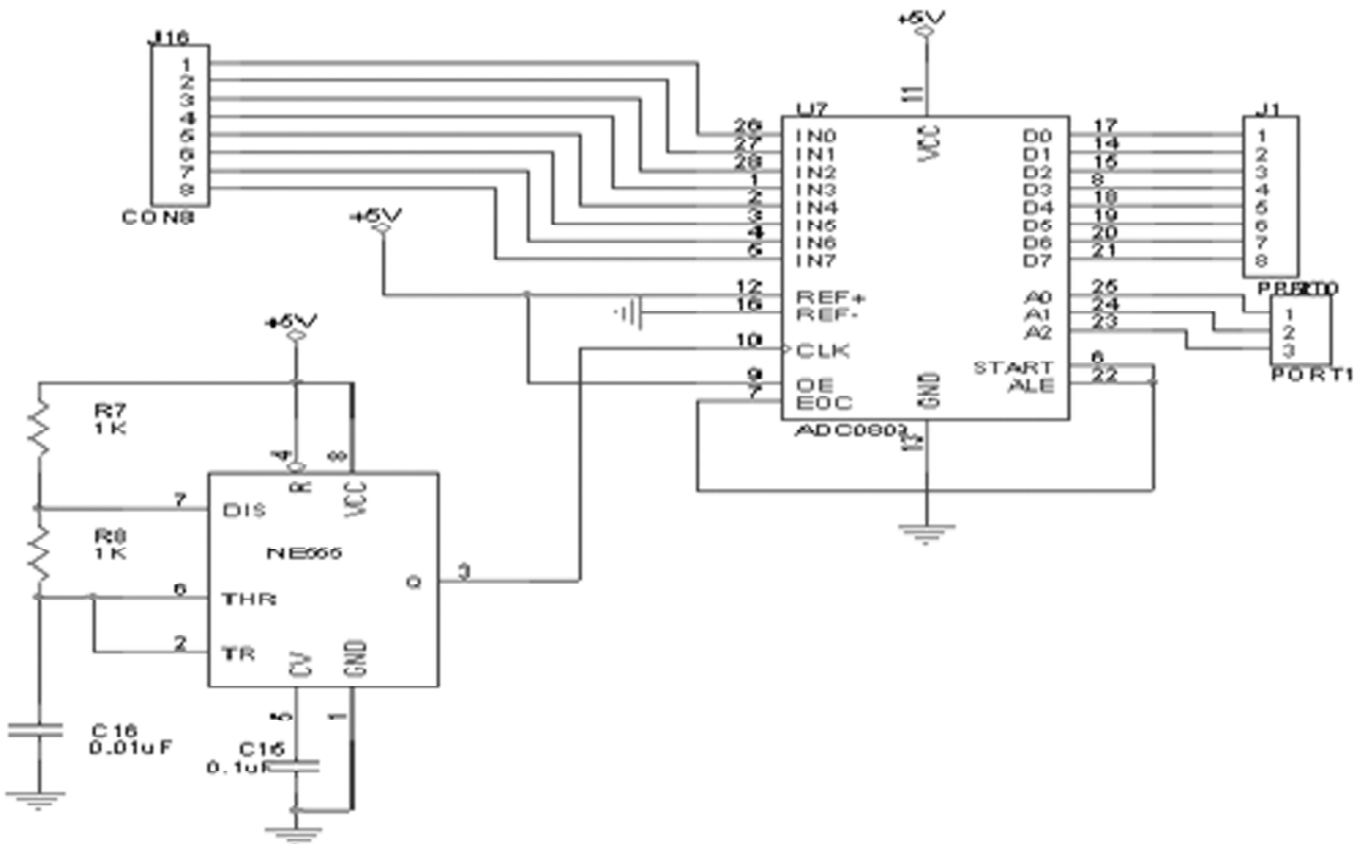 J16
1
2
3
4
5
6
7
8
CON8
+5V
U7
26 IN0
27 IN1
28 IN2
1 IN3
2 IN4
3 IN5
4 IN6
5 IN7
12 REF+
16 REF-
10 CLK
9 OE
7 EOC
11
VCC
GND
13
D0 17
D1 14
D2 15
D3 8
D4 18
D5 19
D6 20
D7 21
A0 25
A1 24
A2 23
START 6
ALE 22
J1
1
2
3
4
5
6
7
8
1
2
3
PORT1
+5V
+5V
R7
1K
R8
1K
4
R
8
VCC
7 DIS
NE555
6 THR
2 TR
Q 3
CV
5
GND
1
C16
0.01uF
C15
0.1uF